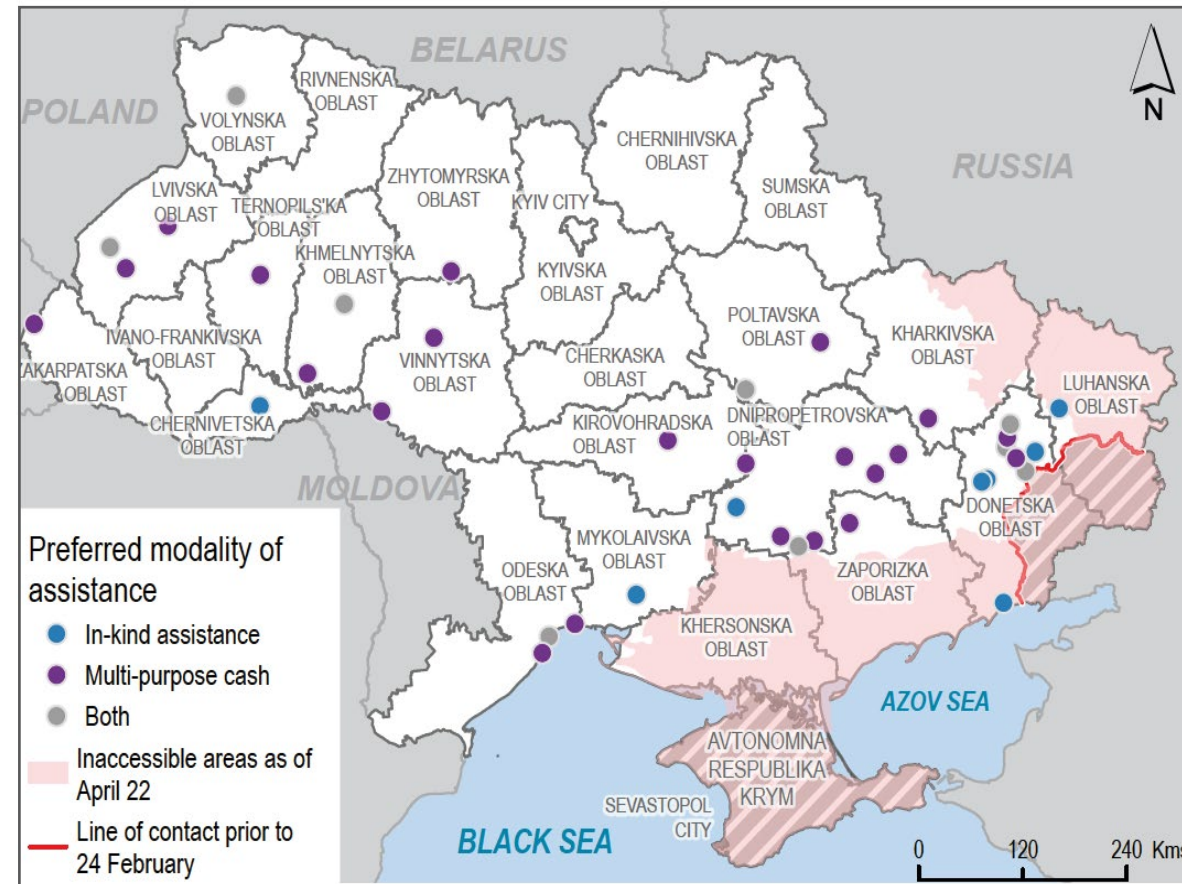 BELARUS
N
POLAND
RUSSIA
MOLDOVA
RIVNENSKA
OBLAST
VOLYNSKA
OBLAST
CHERNIHIVSKA
OBLAST
ZHYTOMYRSKA
OBLAST
SUMSKA
OBLAST
LVIVSKA
OBLAST
TERNOPILS'KA
OBLAST
KYIV CITY
KHMELNYTSKA
OBLAST
KYIVSKA
OBLAST
POLTAVSKA
OBLAST
KHARKIVSKA
OBLAST
IVANO-FRANKIVSKA
OBLAST
VINNYTSKA
OBLAST
CHERKASKA
OBLAST
ZAKARPATSKA
OBLAST
LUHANSKA
OBLAST
CHERNIVETSKA
OBLAST
KIROVOHRADSKA
OBLAST
DNIPROPETROVSKA
OBLAST
DONETSKA
OBLAST
MYKOLAIVSKA
OBLAST
ODESKA
OBLAST
ZAPORIZKA
OBLAST
KHERSONSKA
OBLAST
AZOV SEA
AVTONOMNA
RESPUBLIKA
KRYM
SEVASTOPOL
CITY
BLACK SEA
Preferred modality of
assistance
In-kind assistance
Multi-purpose cash
Both
Inaccessible areas as of
April 22
Line of contact prior to
24 February
0 120 240 Kms